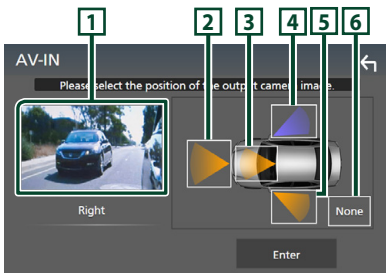 1 2 3 4 5 6
AV-IN
Please select the position of the output camera image.
Right
None
Enter